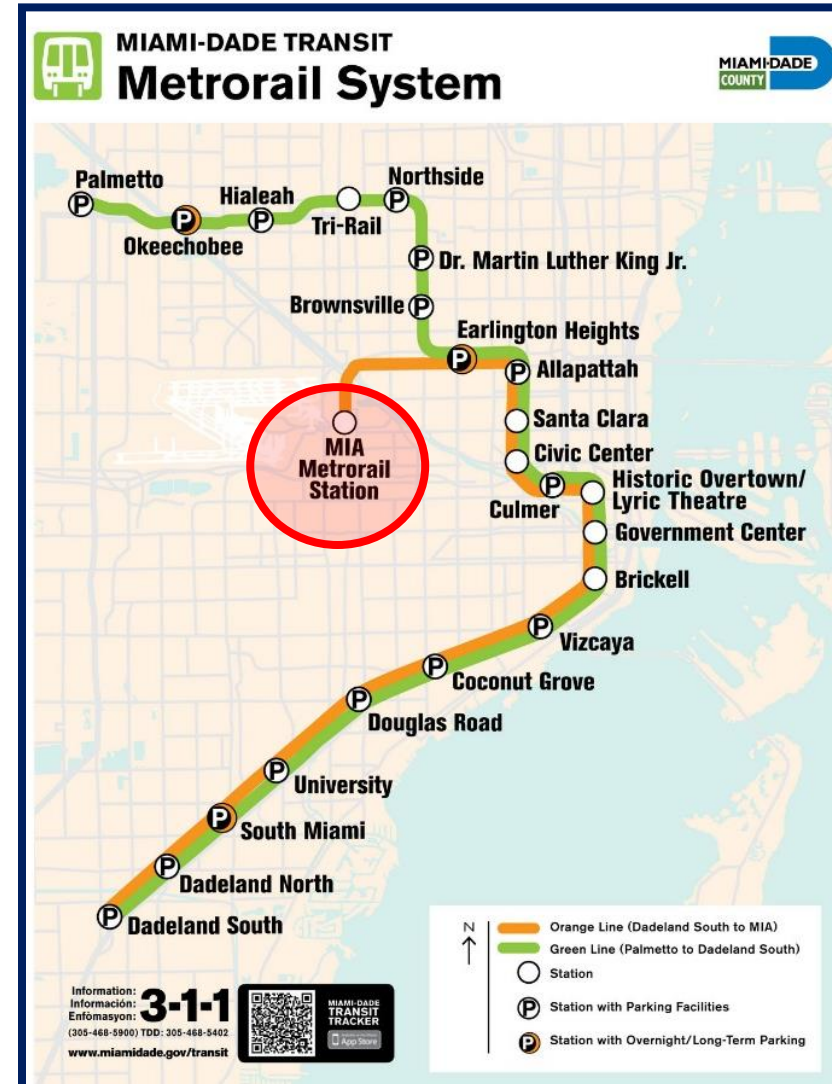 MIAMI-DADE TRANSIT
Metrorail System
MIAMI-DADE
COUNTY
Palmetto
Okeechobee
Hialeah
Tri-Rail
Northside
Dr. Martin Luther King Jr.
Brownsville
Earlington Heights
Allapattah
MIA
Metrorail
Station
Santa Clara
Civic Center
Culmer
Historic Overtown/
Lyric Theatre
Government Center
Brickell
Vizcaya
Coconut Grove
Douglas Road
University
South Miami
Dadeland North
Dadeland South
N
Orange Line (Dadeland South to MIA)
Green Line (Palmetto to Dadeland South)
Station
P Station with Parking Facilities
P Station with Overnight/Long-Term Parking
Information:
Información:
Enfòmasyon:
3-1-1
(305-468-5900) TDD: 305-468-5402
www.miamidade.gov/transit
MIAMI-DADE
TRANSIT
TRACKER
App Store